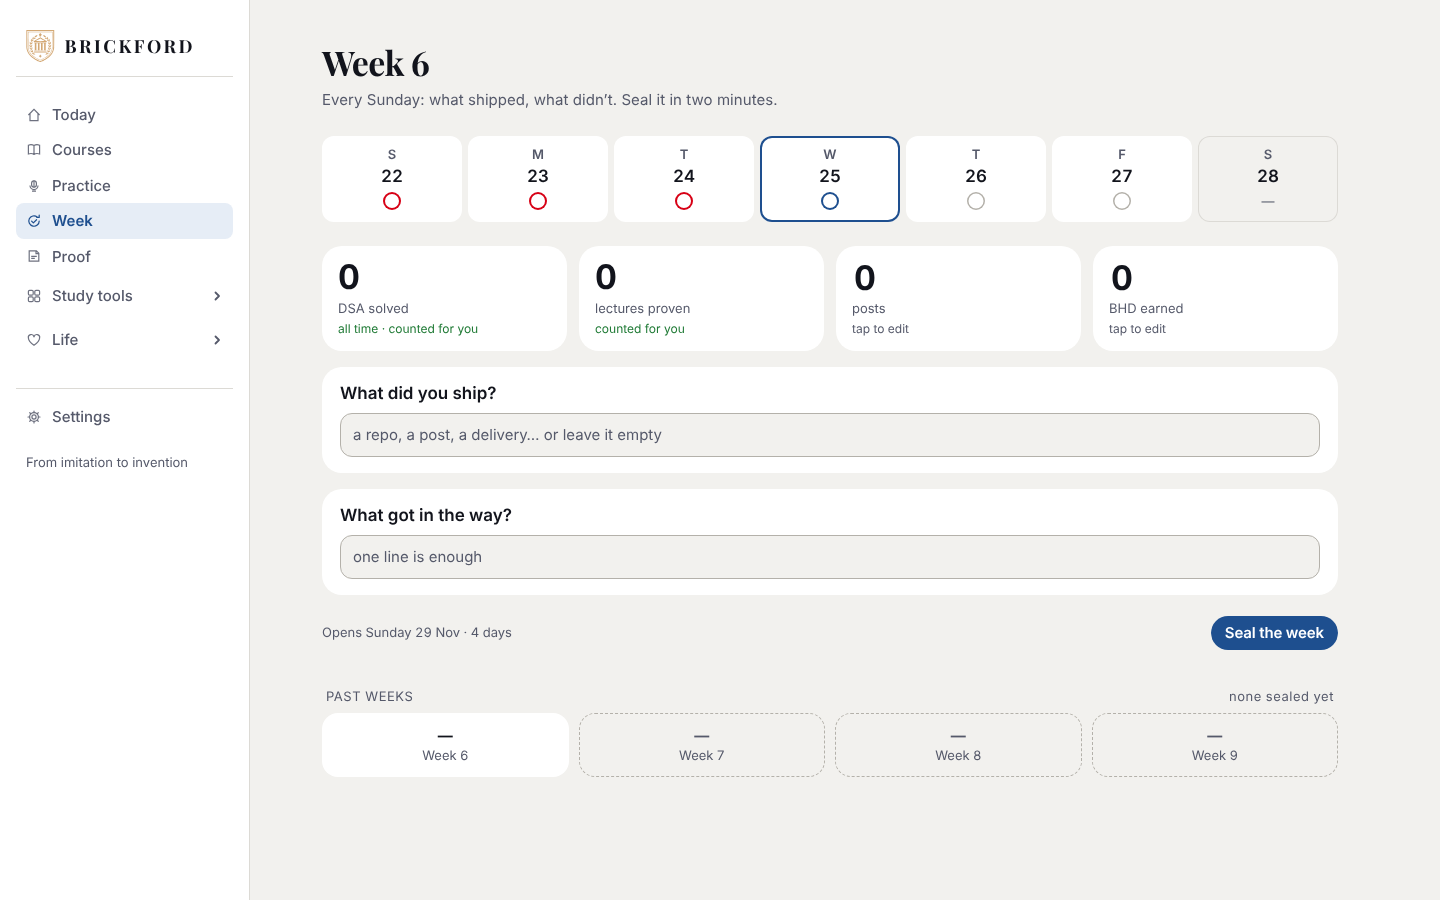 BRICKFORD
Today
Courses
Practice
Week
Proof
Study tools
Life
Settings
From imitation to invention
Week 6
Every Sunday: what shipped, what didn’t. Seal it in two minutes.
S M T W T F S
22 23 24 25 26 27 28
—
0 0 0 0
DSA solved lectures proven posts BHD earned
all time · counted for you counted for you tap to edit tap to edit
What did you ship?
a repo, a post, a delivery… or leave it empty
What got in the way?
one line is enough
Opens Sunday 29 Nov · 4 days Seal the week
PAST WEEKS none sealed yet
— — — —
Week 6 Week 7 Week 8 Week 9